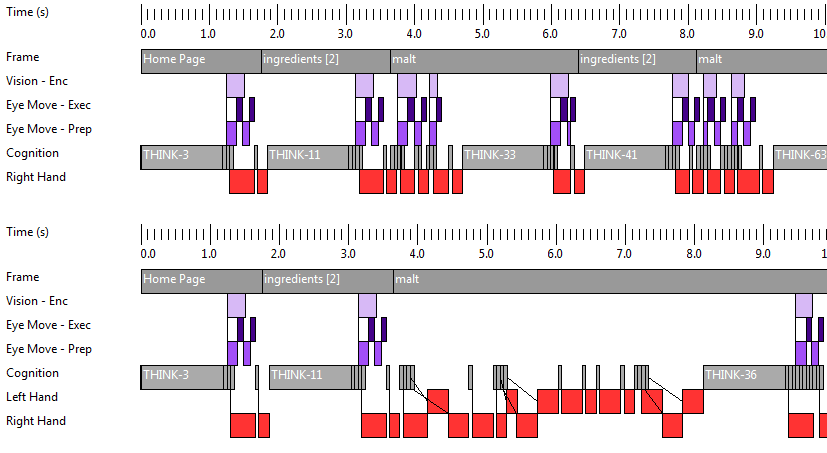 Time (s)
0.0 1.0 2.0 3.0 4.0 5.0 6.0 7.0 8.0 9.0 10
Frame Home Page ingredients [2] malt ingredients [2] malt
Vision - Enc
Eye Move - Exec
Eye Move - Prep
Cognition THINK-3 THINK-11 THINK-33 THINK-41 THINK-63
Right Hand
Time (s)
0.0 1.0 2.0 3.0 4.0 5.0 6.0 7.0 8.0 9.0 1
Frame Home Page ingredients [2] malt
Vision - Enc
Eye Move - Exec
Eye Move - Prep
Cognition THINK-3 THINK-11 THINK-36
Left Hand
Right Hand